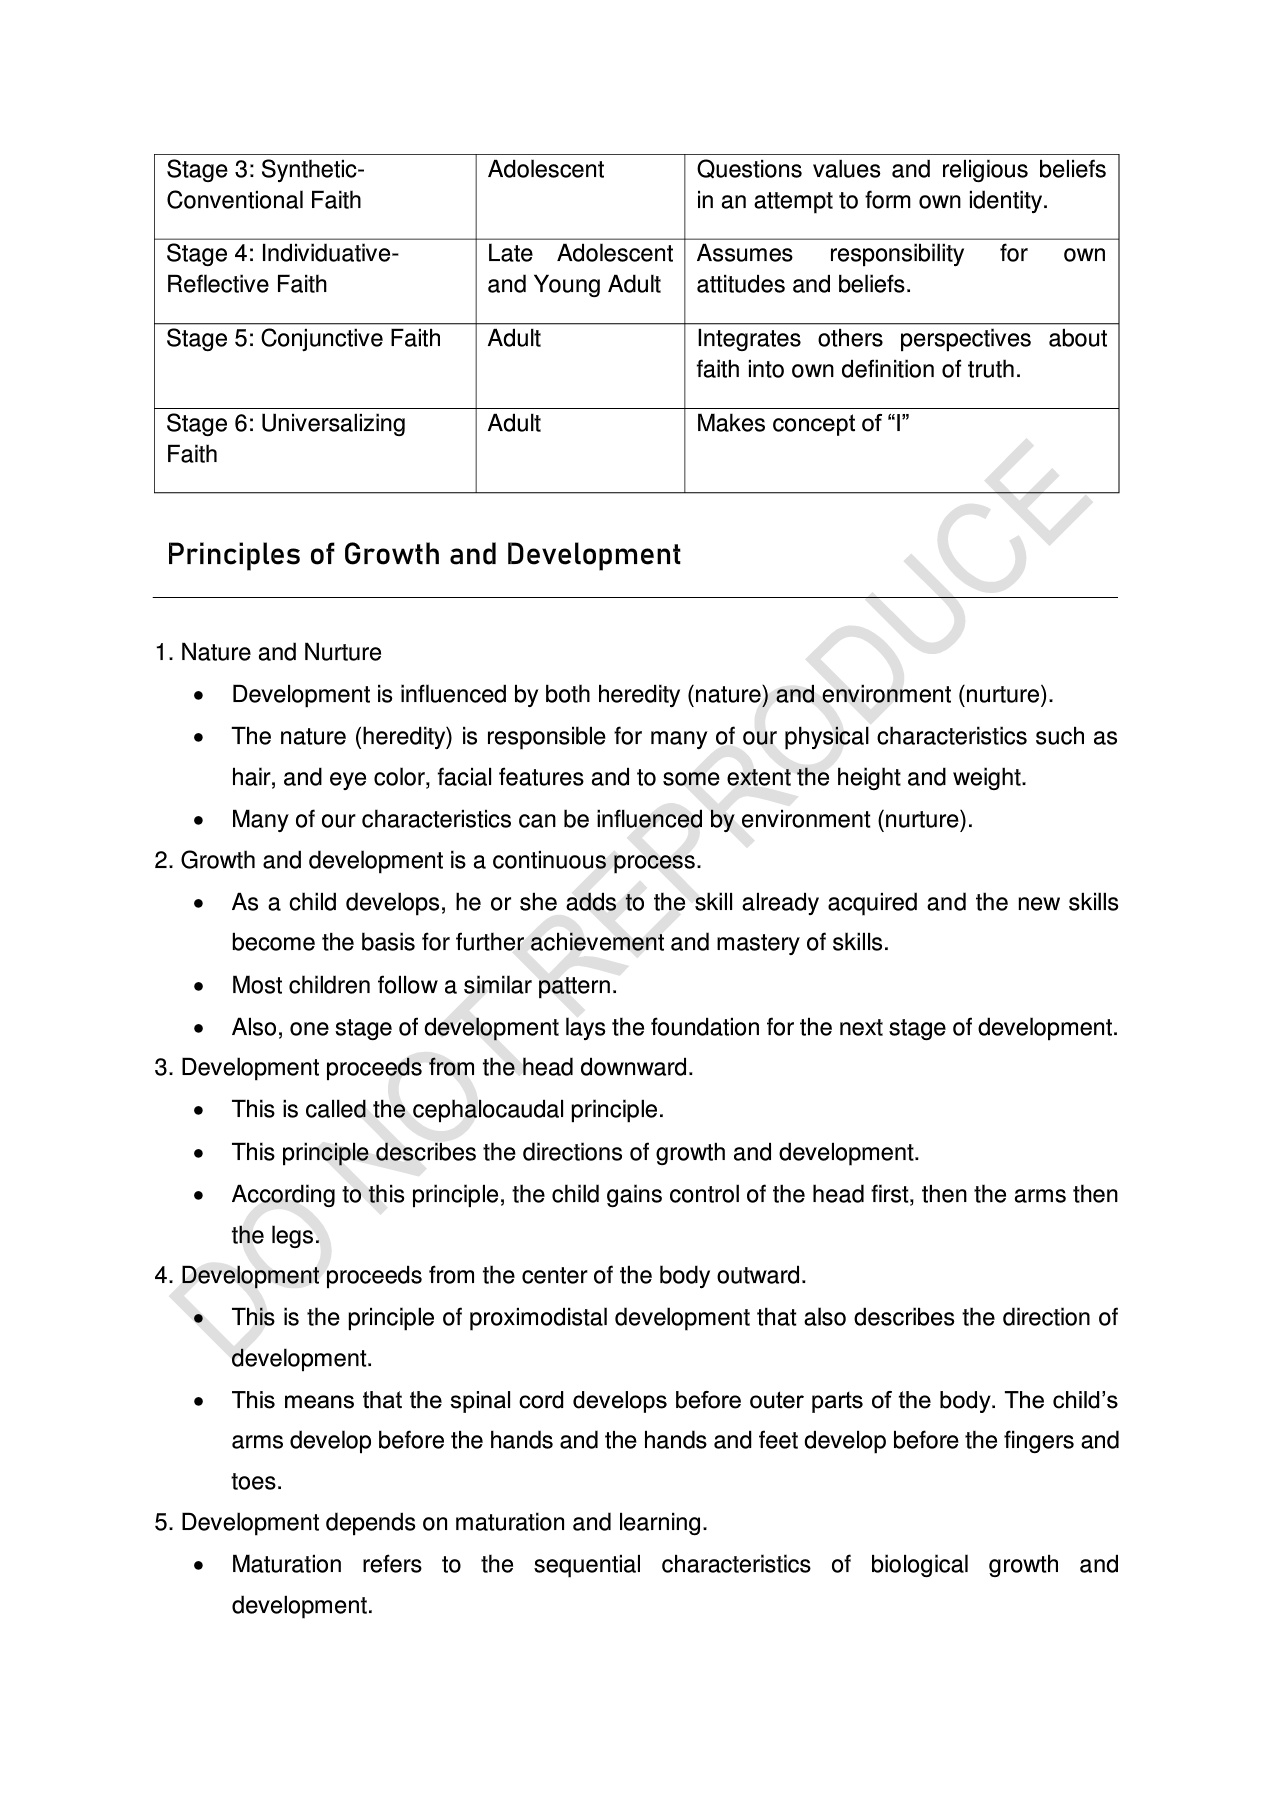 Stage 3: Synthetic-
Conventional Faith
Adolescent
Questions values and religious beliefs
in an attempt to form own identity.
Stage 4: Individuative-
Reflective Faith
Late Adolescent
and Young Adult
Assumes responsibility for own
attitudes and beliefs.
Stage 5: Conjunctive Faith
Adult
Integrates others perspectives about
faith into own definition of truth.
Stage 6: Universalizing
Faith
Adult
Makes concept of “I”
Principles of Growth and Development
1. Nature and Nurture
• Development is influenced by both heredity (nature) and environment (nurture).
• The nature (heredity) is responsible for many of our physical characteristics such as
hair, and eye color, facial features and to some extent the height and weight.
• Many of our characteristics can be influenced by environment (nurture).
2. Growth and development is a continuous process.
• As a child develops, he or she adds to the skill already acquired and the new skills
become the basis for further achievement and mastery of skills.
• Most children follow a similar pattern.
• Also, one stage of development lays the foundation for the next stage of development.
3. Development proceeds from the head downward.
• This is called the cephalocaudal principle.
• This principle describes the directions of growth and development.
• According to this principle, the child gains control of the head first, then the arms then
the legs.
4. Development proceeds from the center of the body outward.
• This is the principle of proximodistal development that also describes the direction of
development.
• This means that the spinal cord develops before outer parts of the body. The child’s
arms develop before the hands and the hands and feet develop before the fingers and
toes.
5. Development depends on maturation and learning.
• Maturation refers to the sequential characteristics of biological growth and
development.
DO NOT REPRODUCE